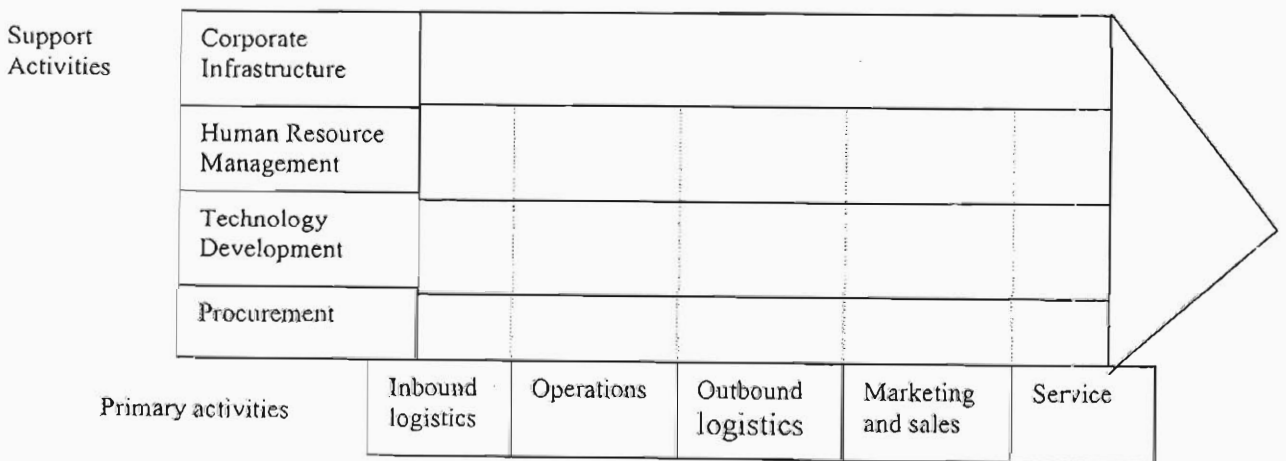 Support
Activities
Corporate
Infrastructure
Human Resource
Management
Technology
Development
Procurement
Primary activities
Inbound
logistics
Operations
Outbound
logistics
Marketing
and sales
Service